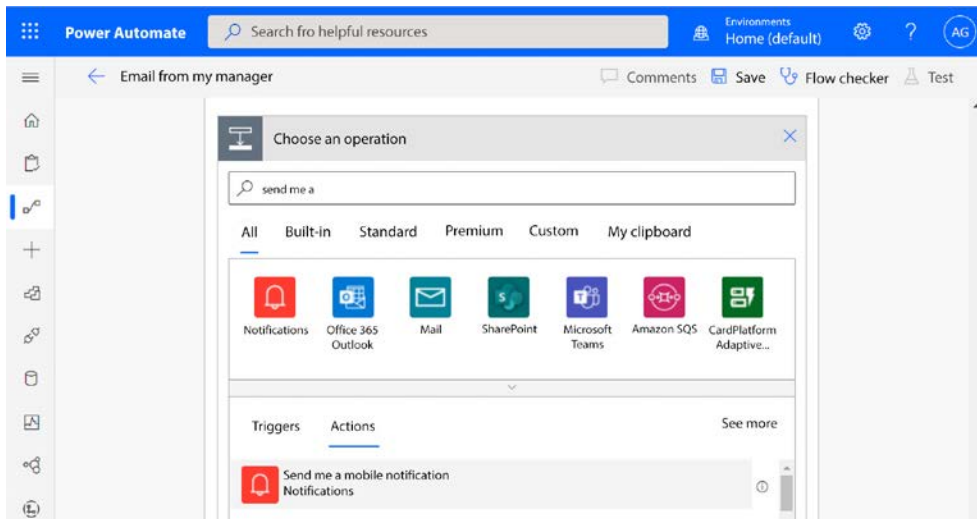 Power Automate
Search fro helpful resources
Environments
Home (default)
?
AG
Email from my manager
Comments
Save
Flow checker
Test
Choose an operation
send me a
All Built-in Standard Premium Custom My clipboard
Notifications
Office 365
Outlook
Mail
SharePoint
Microsoft
Teams
Amazon SQS
CardPlatform
Adaptive...
Triggers Actions See more
Send me a mobile notification
Notifications